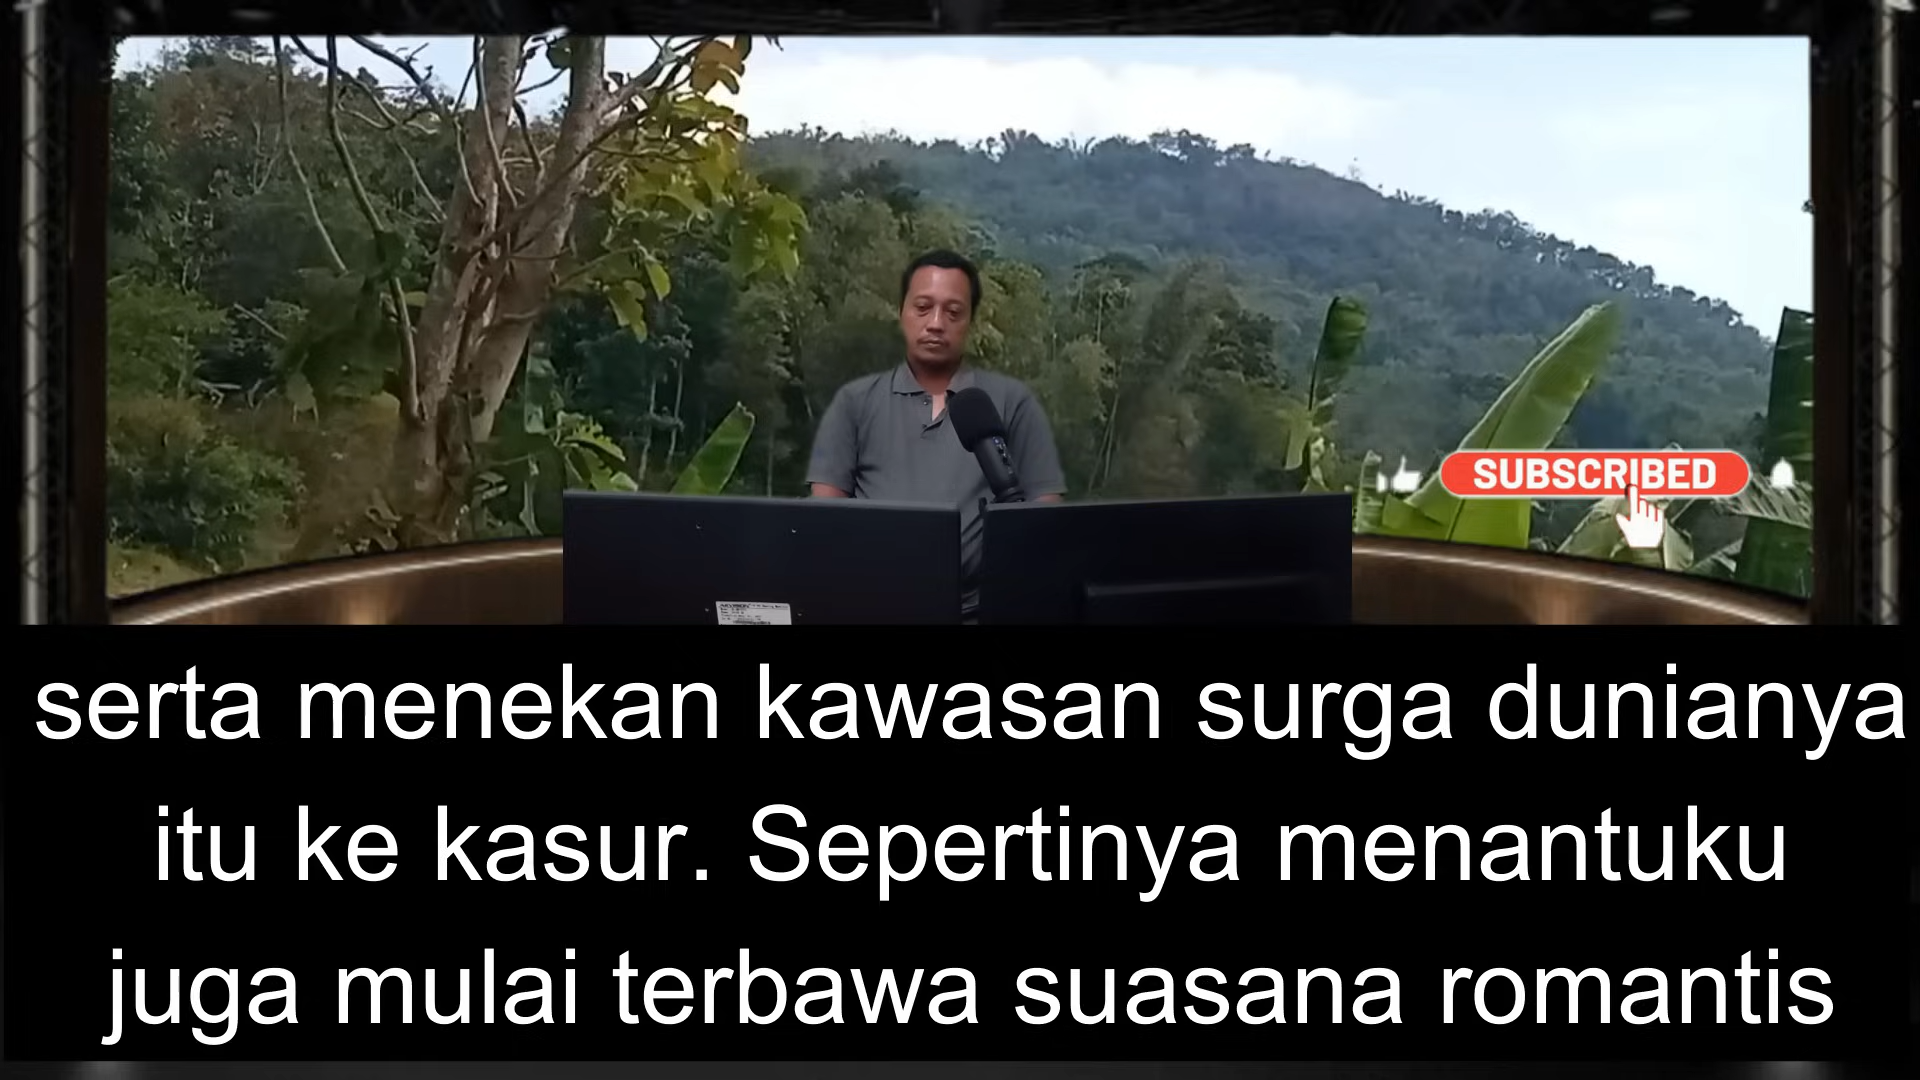 SUBSCRIBED
serta menekan kawasan surga dunianya
itu ke kasur. Sepertinya menantuku
juga mulai terbawa suasana romantis